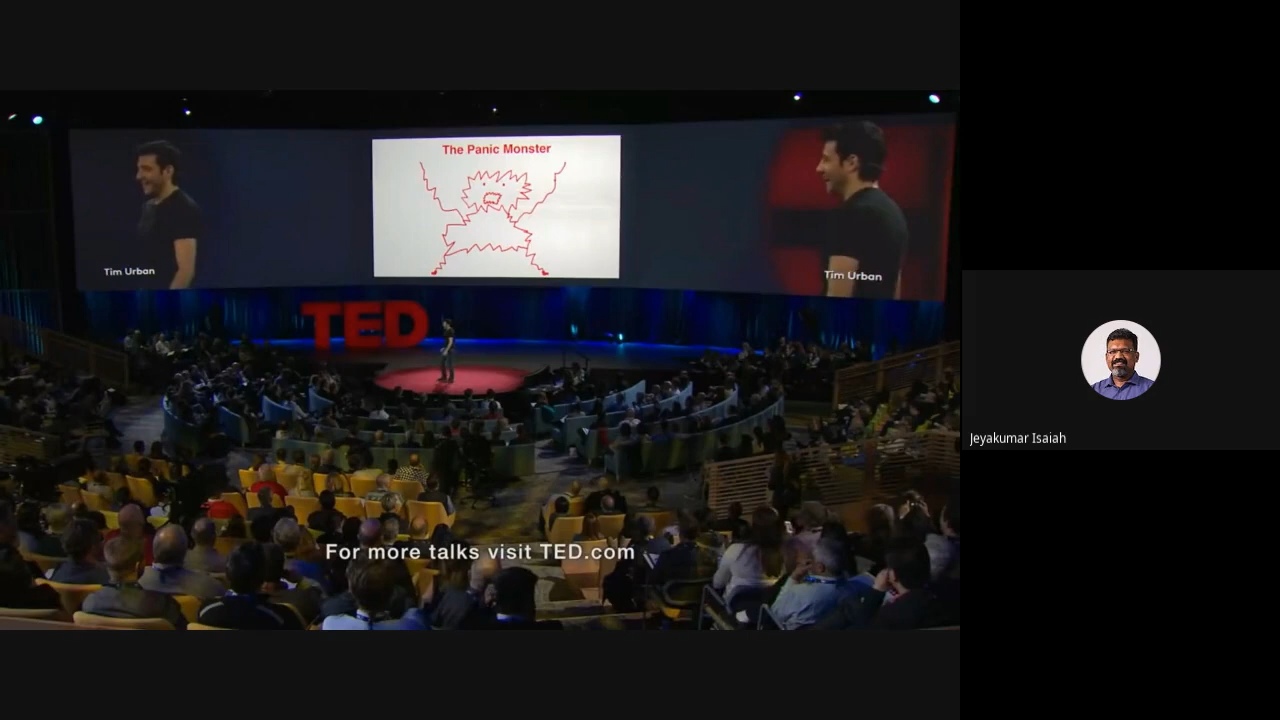 The Panic Monster
Tim Urban
Tim Urban
TED
For more talks visit TED.com
Jeyakumar Isaiah